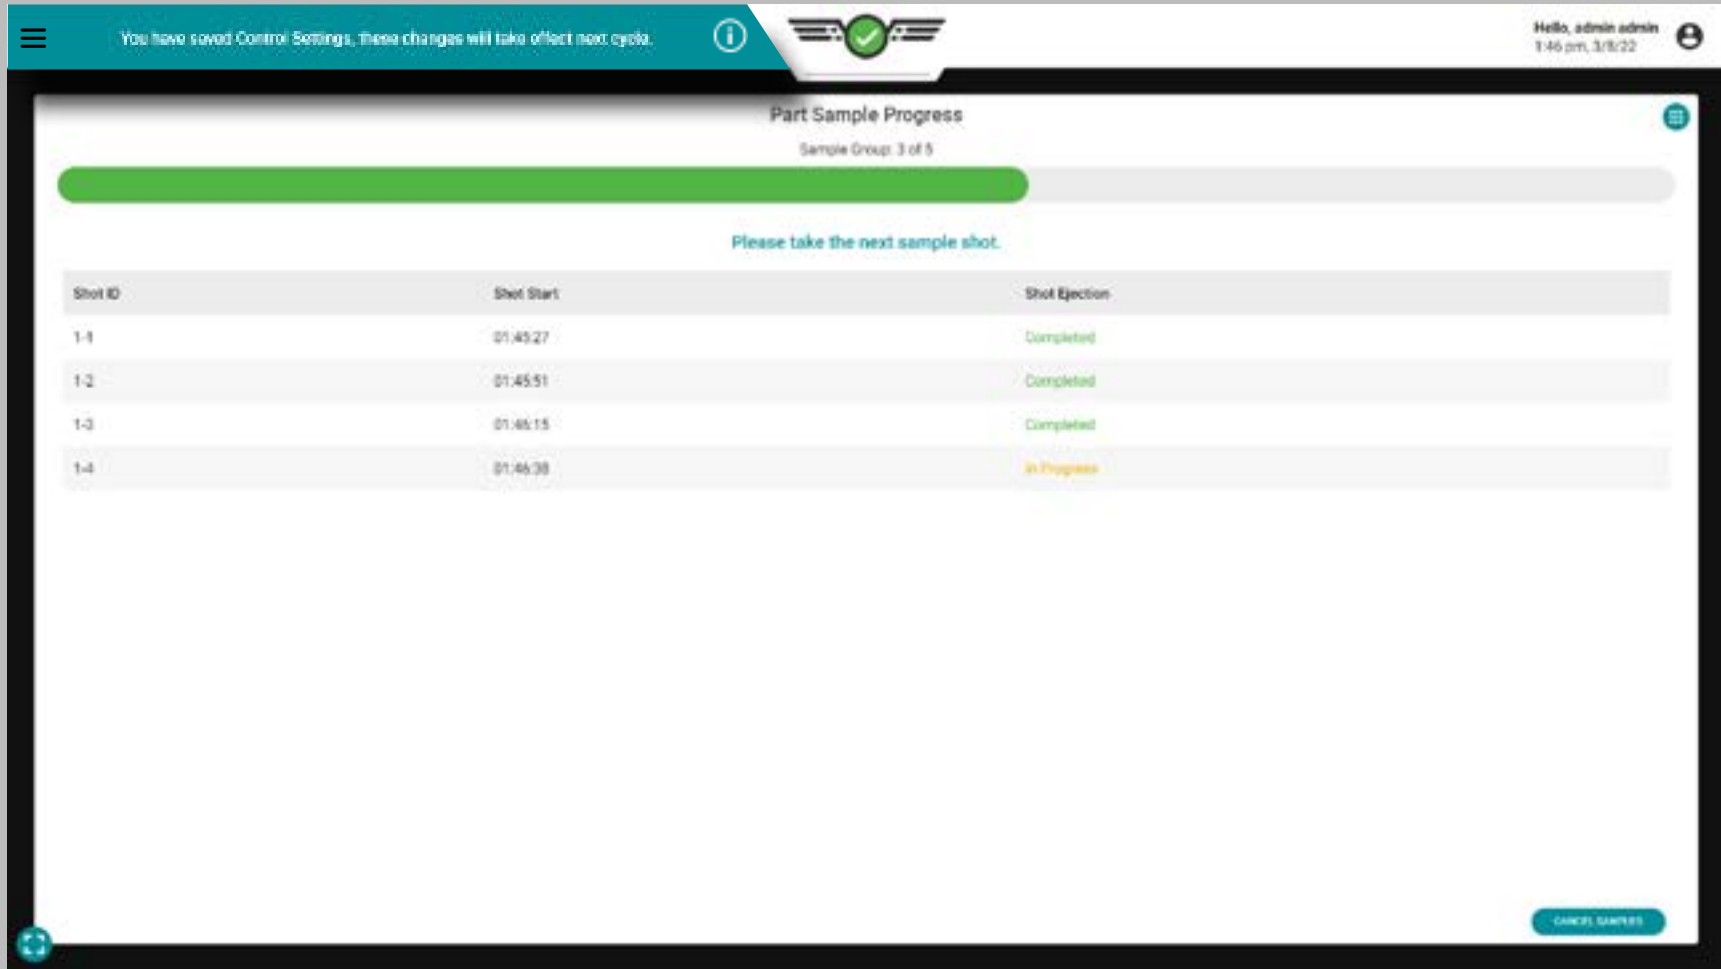 You have saved Control Settings, these changes will take effect next cycle.
Hello, admin admin
1:46 pm, 3/8/22
Part Sample Progress
Sample Group: 3 of 5
Please take the next sample shot.
Shot ID Shot Start Shot Ejection
1-1 01:45:27 Completed
1-2 01:45:51 Completed
1-3 01:46:15 Completed
1-4 01:46:38 In Progress
CANCEL SAMPLES